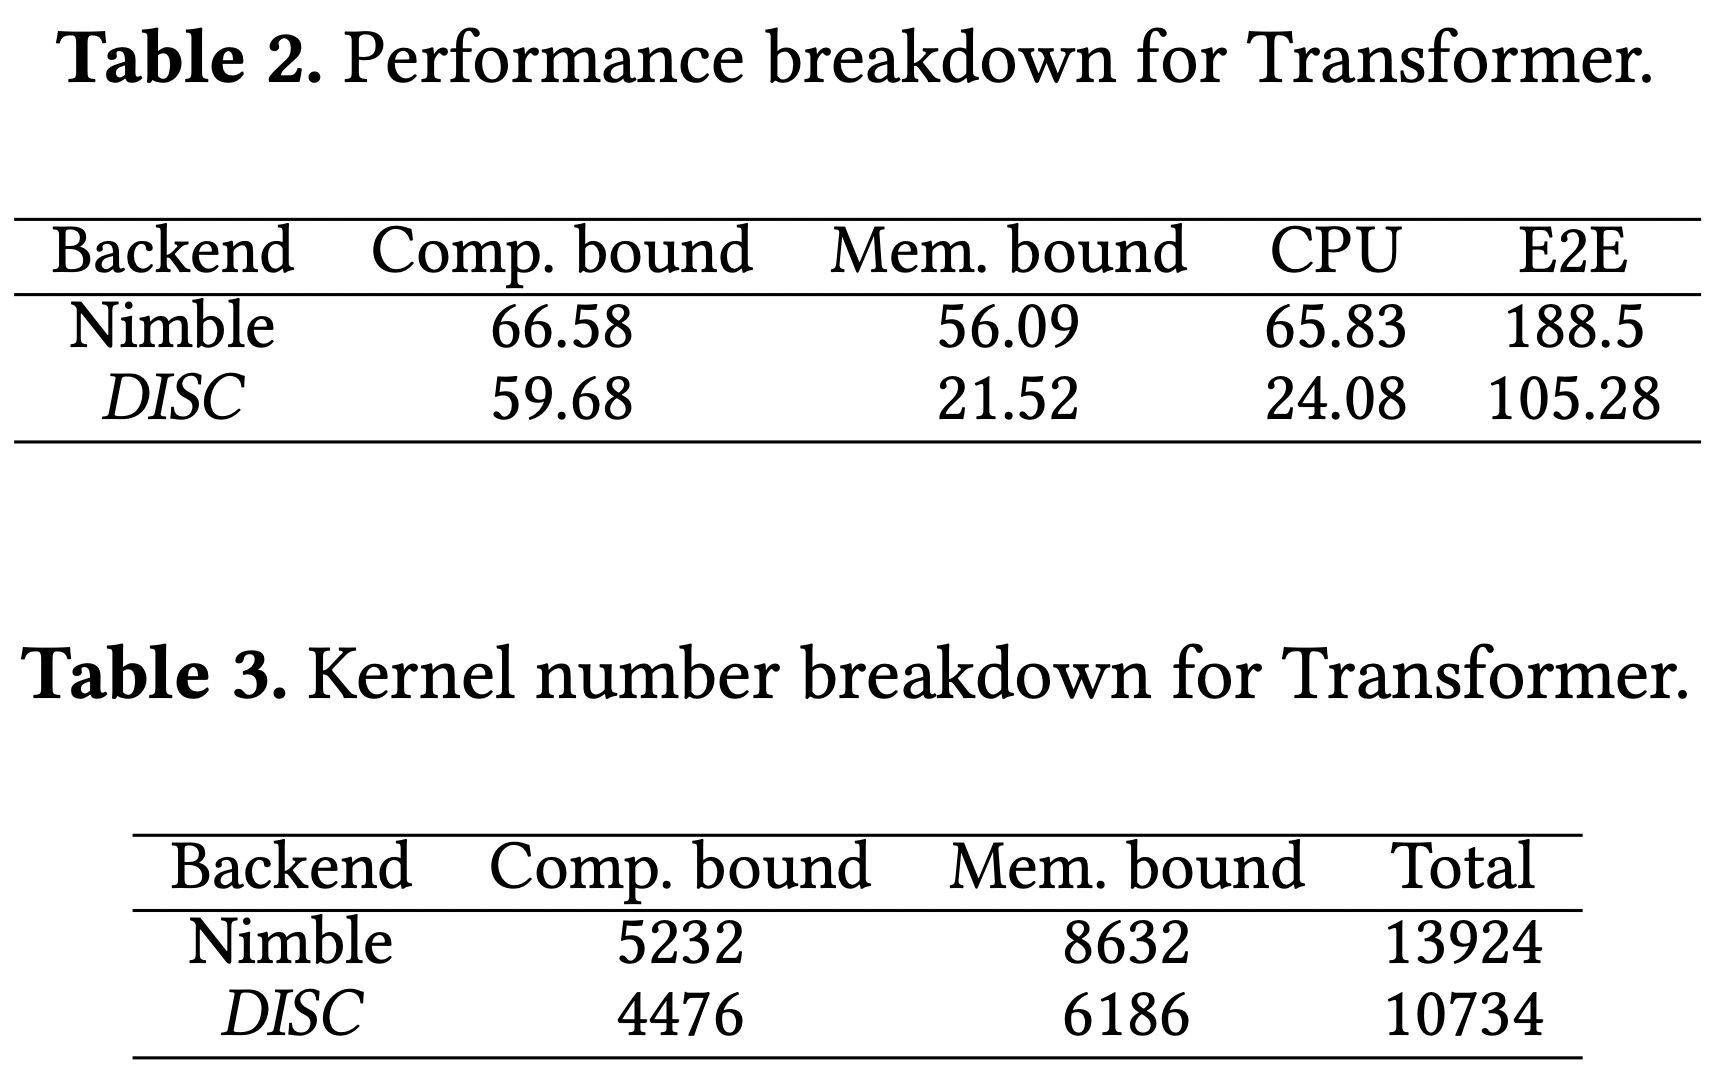 Table 2. Performance breakdown for Transformer.
Backend Comp. bound Mem. bound CPU E2E
Nimble 66.58 56.09 65.83 188.5
DISC 59.68 21.52 24.08 105.28
Table 3. Kernel number breakdown for Transformer.
Backend Comp. bound Mem. bound Total
Nimble 5232 8632 13924
DISC 4476 6186 10734